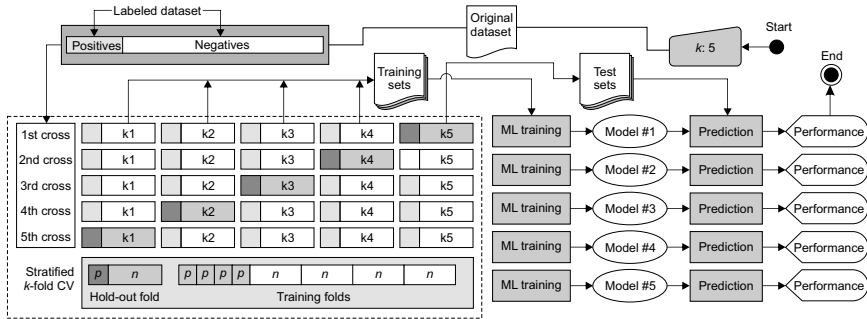 Labeled dataset
Positives Negatives
Original
dataset
k: 5
Start
End
Training
sets
Test
sets
1st cross k1 k2 k3 k4 k5
2nd cross k1 k2 k3 k4 k5
3rd cross k1 k2 k3 k4 k5
4th cross k1 k2 k3 k4 k5
5th cross k1 k2 k3 k4 k5
Stratified
k-fold CV
p n p p p p n n n n
Hold-out fold Training folds
ML training Model #1 Prediction Performance
ML training Model #2 Prediction Performance
ML training Model #3 Prediction Performance
ML training Model #4 Prediction Performance
ML training Model #5 Prediction Performance